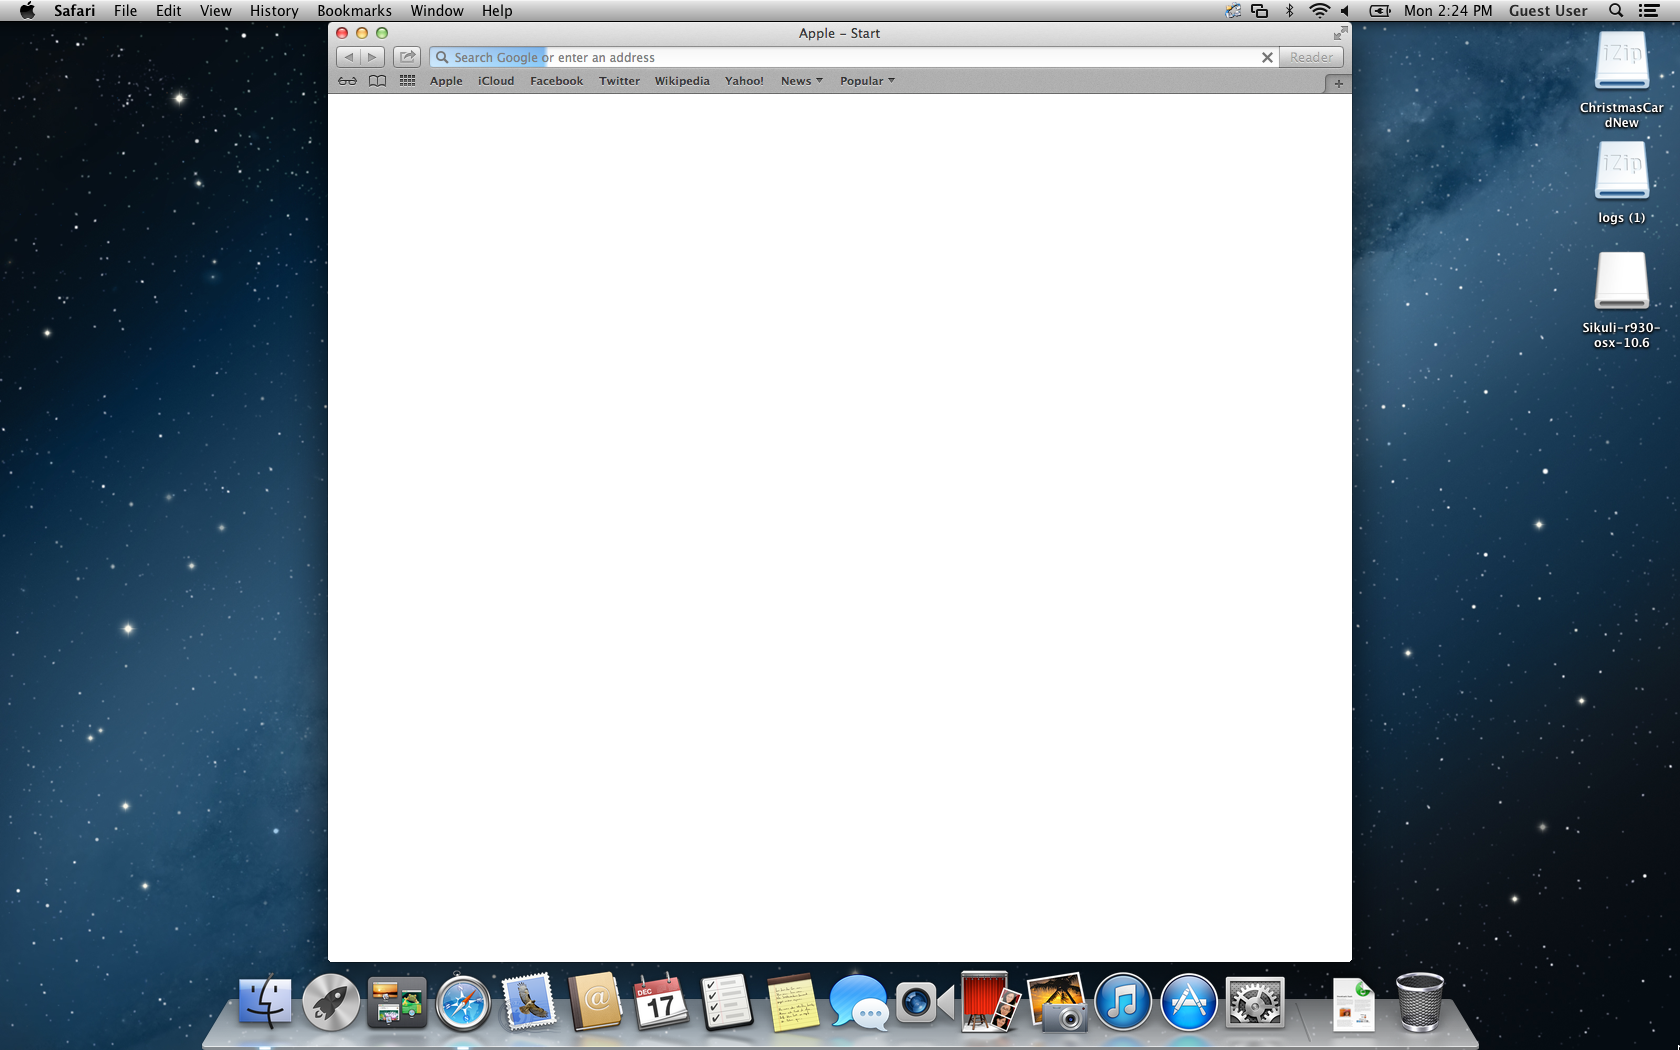 Safari File Edit View History Bookmarks Window Help Mon 2:24 PM Guest User
Apple – Start
Search Google or enter an address Reader
Apple iCloud Facebook Twitter Wikipedia Yahoo! News Popular
iZip
ChristmasCar
dNew
iZip
logs (1)
Sikuli-r930-
osx-10.6
DEC
17